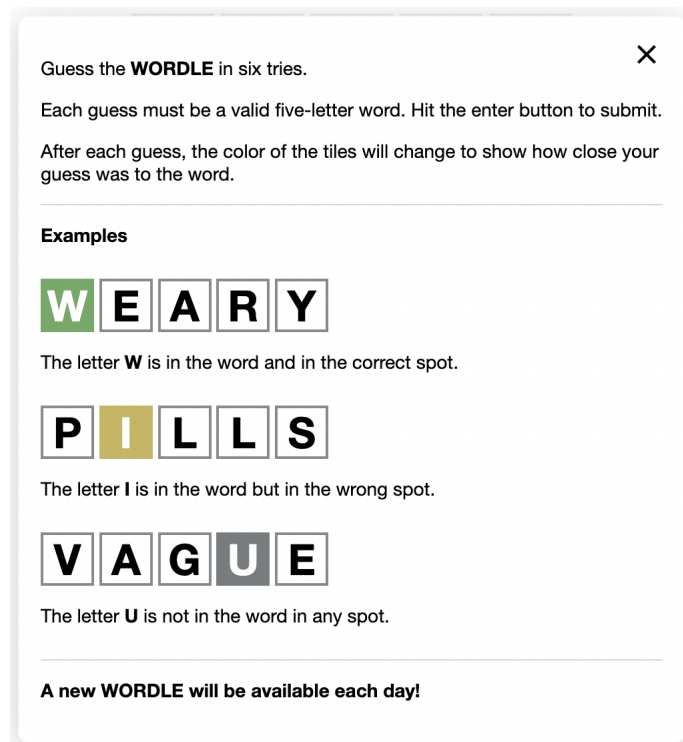 Guess the WORDLE in six tries.
Each guess must be a valid five-letter word. Hit the enter button to submit.
After each guess, the color of the tiles will change to show how close your
guess was to the word.
Examples
WEARY
The letter W is in the word and in the correct spot.
PILLS
The letter I is in the word but in the wrong spot.
VAGUE
The letter U is not in the word in any spot.
A new WORDLE will be available each day!